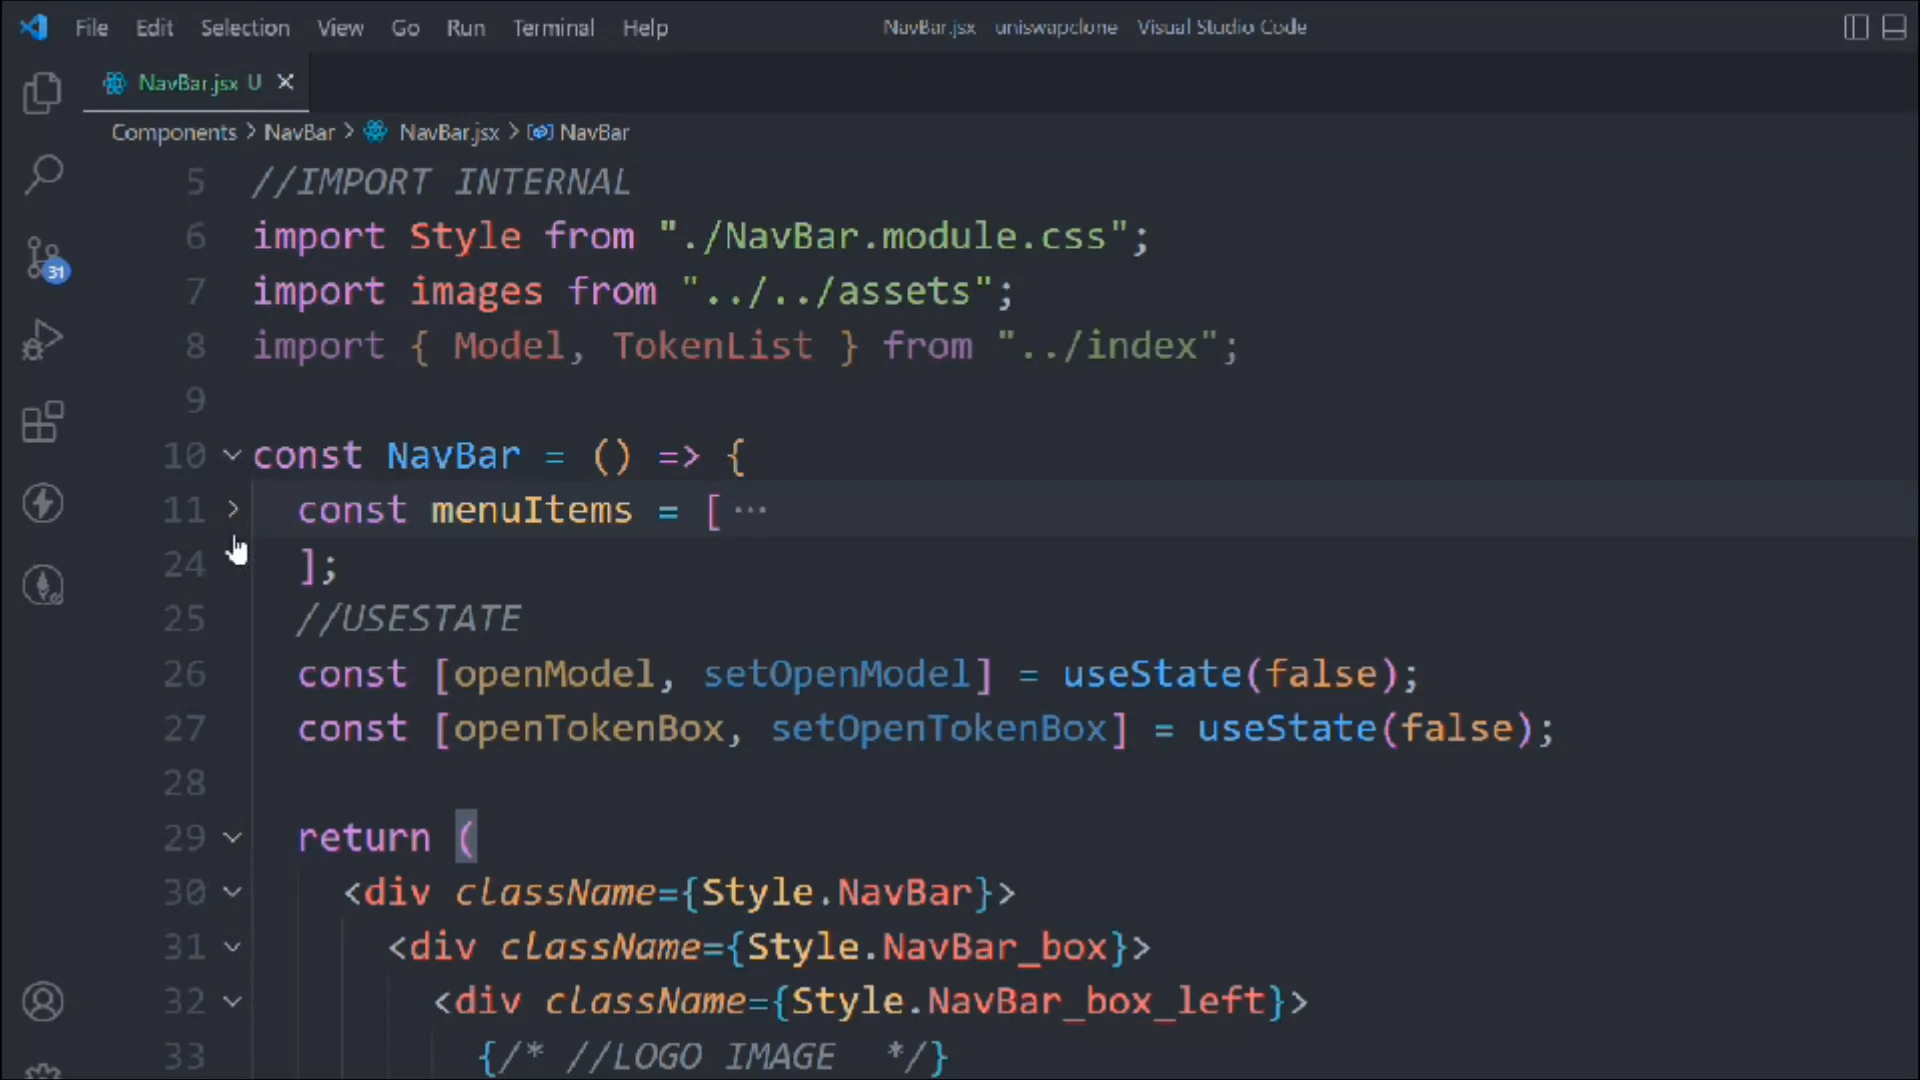 File Edit Selection View Go Run Terminal Help NavBar.jsx uniswapclone Visual Studio Code
NavBar.jsx U
Components > NavBar > NavBar.jsx > NavBar
5 //IMPORT INTERNAL
6 import Style from "./NavBar.module.css";
7 import images from "../../assets";
8 import { Model, TokenList } from "../index";
9
10 const NavBar = () => {
11 const menuItems = [ ...
24 ];
25 //USESTATE
26 const [openModel, setOpenModel] = useState(false);
27 const [openTokenBox, setOpenTokenBox] = useState(false);
28
29 return (
30 <div className={Style.NavBar}>
31 <div className={Style.NavBar_box}>
32 <div className={Style.NavBar_box_left}>
33 {/* //LOGO IMAGE  */}
31